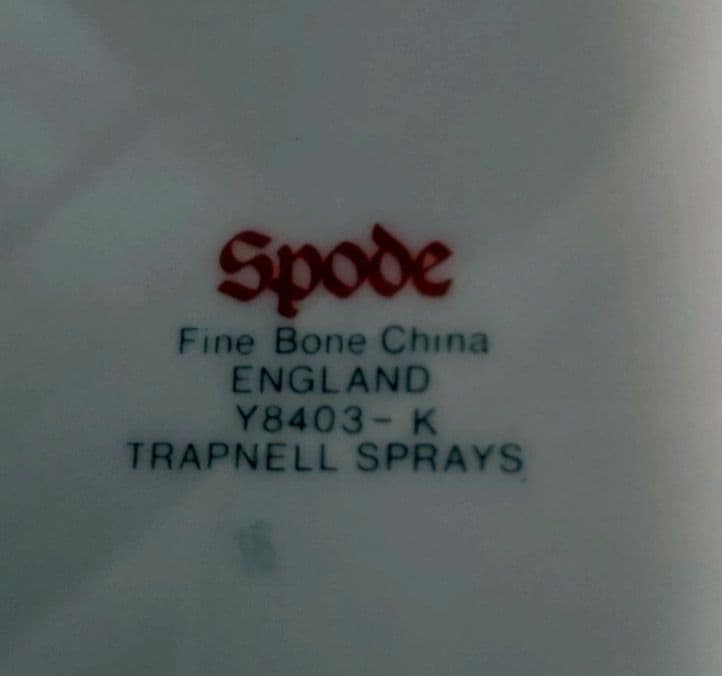 Spode
Fine Bone China
ENGLAND
Y8403-K
TRAPNELL SPRAYS